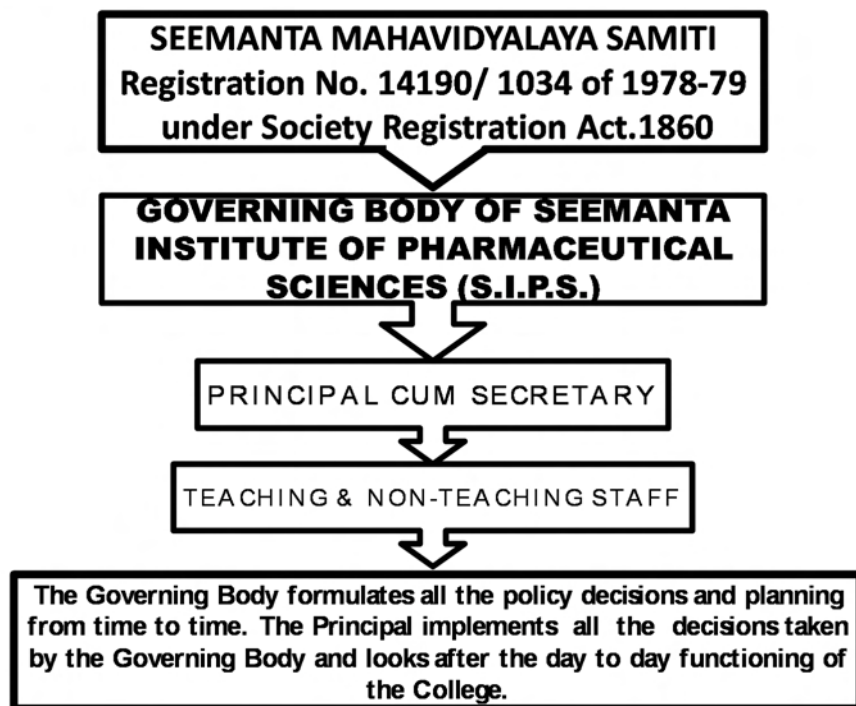 SEEMANTA MAHAVIDYALAYA SAMITI
Registration No. 14190/ 1034 of 1978-79
under Society Registration Act.1860
GOVERNING BODY OF SEEMANTA
INSTITUTE OF PHARMACEUTICAL
SCIENCES (S.I.P.S.)
PRINCIPAL CUM SECRETARY
TEACHING & NON-TEACHING STAFF
The Governing Body formulates all the policy decisions and planning
from time to time. The Principal implements all the decisions taken
by the Governing Body and looks after the day to day functioning of
the College.